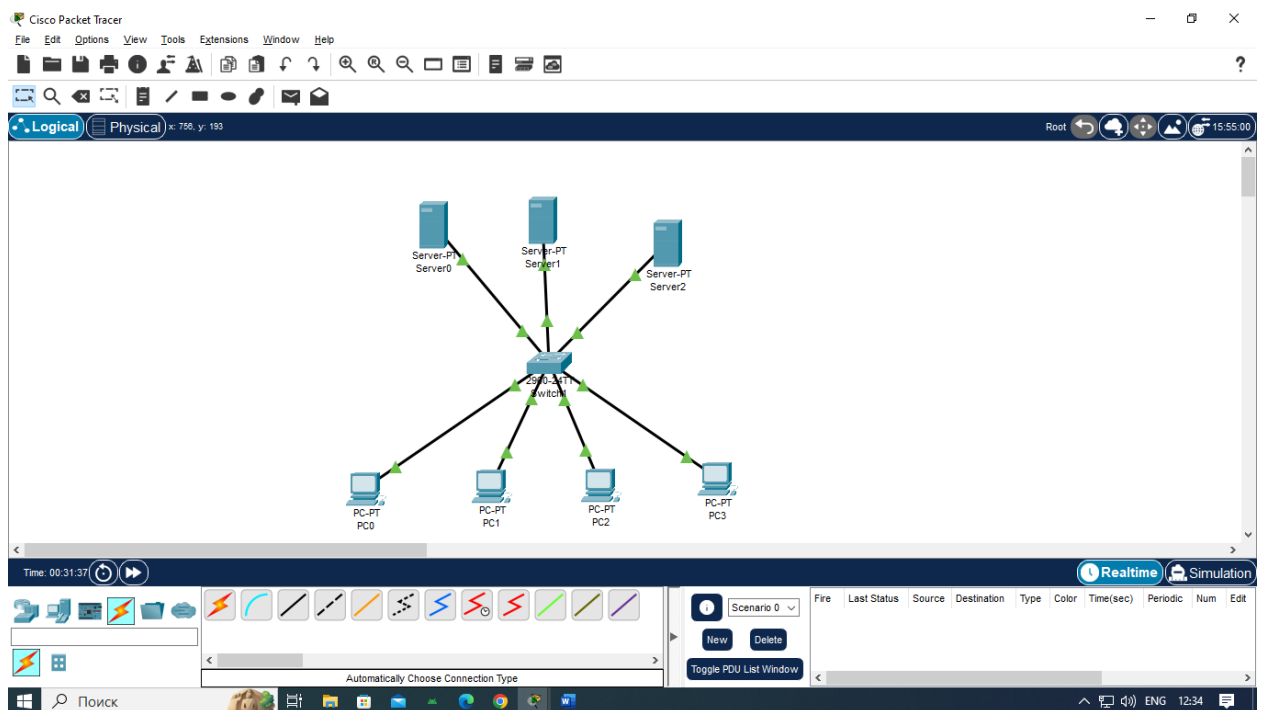 Cisco Packet Tracer
File Edit Options View Tools Extensions Window Help
?
Logical Physical x: 756, y: 193 Root 15:55:00
Server-PT
Server0
Server-PT
Server1
Server-PT
Server2
2960-24TT
Switch1
PC-PT
PC0
PC-PT
PC1
PC-PT
PC2
PC-PT
PC3
Time: 00:31:37 Realtime Simulation
Scenario 0
Fire Last Status Source Destination Type Color Time(sec) Periodic Num Edit
New Delete
Toggle PDU List Window
Automatically Choose Connection Type
Поиск ENG 12:34